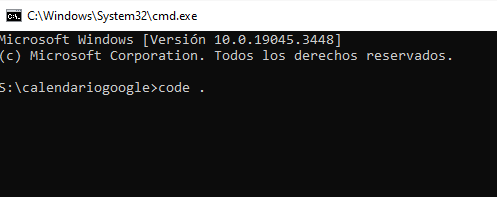 C:\Windows\System32\cmd.exe
Microsoft Windows [Versión 10.0.19045.3448]
(c) Microsoft Corporation. Todos los derechos reservados.
S:\calendariogoogle>code .